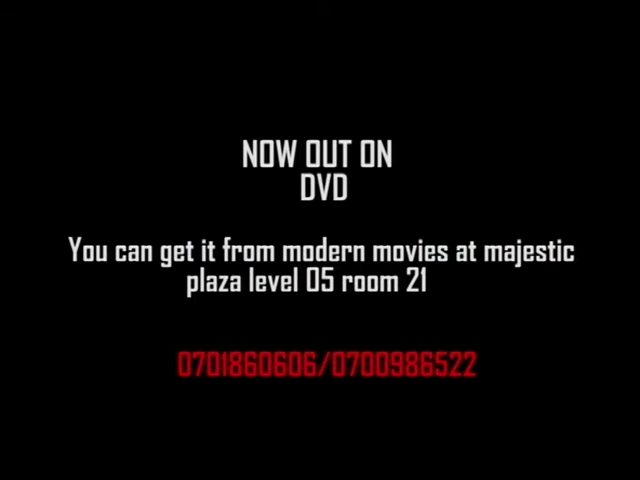 NOW OUT ON
DVD
You can get it from modern movies at majestic
plaza level 05 room 21
0701860606/0700986522